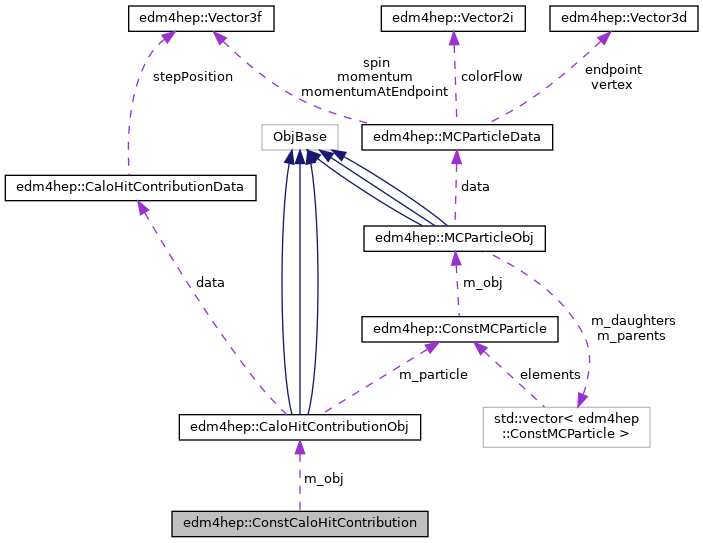 edm4hep::Vector3f
edm4hep::Vector2i
edm4hep::Vector3d
stepPosition
spin
momentum
momentumAtEndpoint
colorFlow
endpoint
vertex
ObjBase
edm4hep::MCParticleData
edm4hep::CaloHitContributionData
data
edm4hep::MCParticleObj
data
m_obj
edm4hep::ConstMCParticle
m_daughters
m_parents
m_particle
elements
edm4hep::CaloHitContributionObj
std::vector< edm4hep
::ConstMCParticle >
m_obj
edm4hep::ConstCaloHitContribution